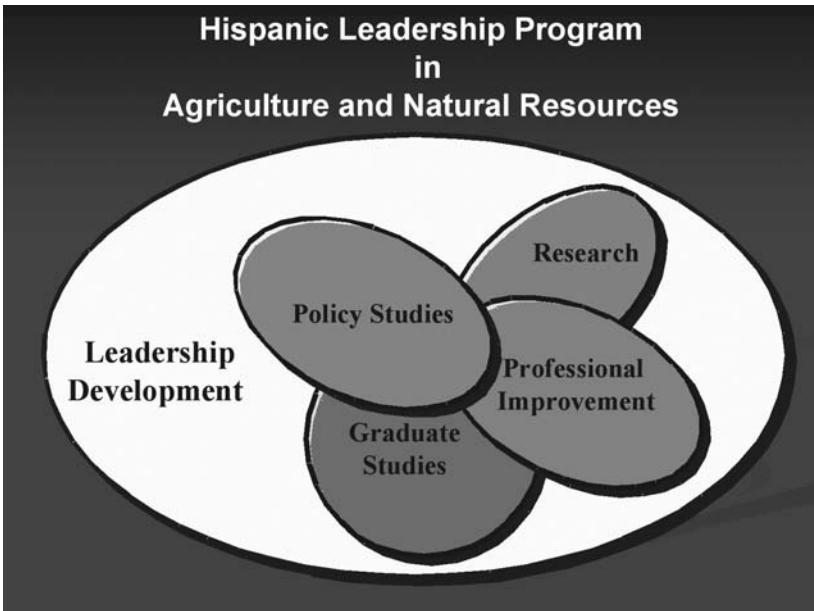 Hispanic Leadership Program
in
Agriculture and Natural Resources
Research
Policy Studies
Leadership
Development
Professional
Improvement
Graduate
Studies